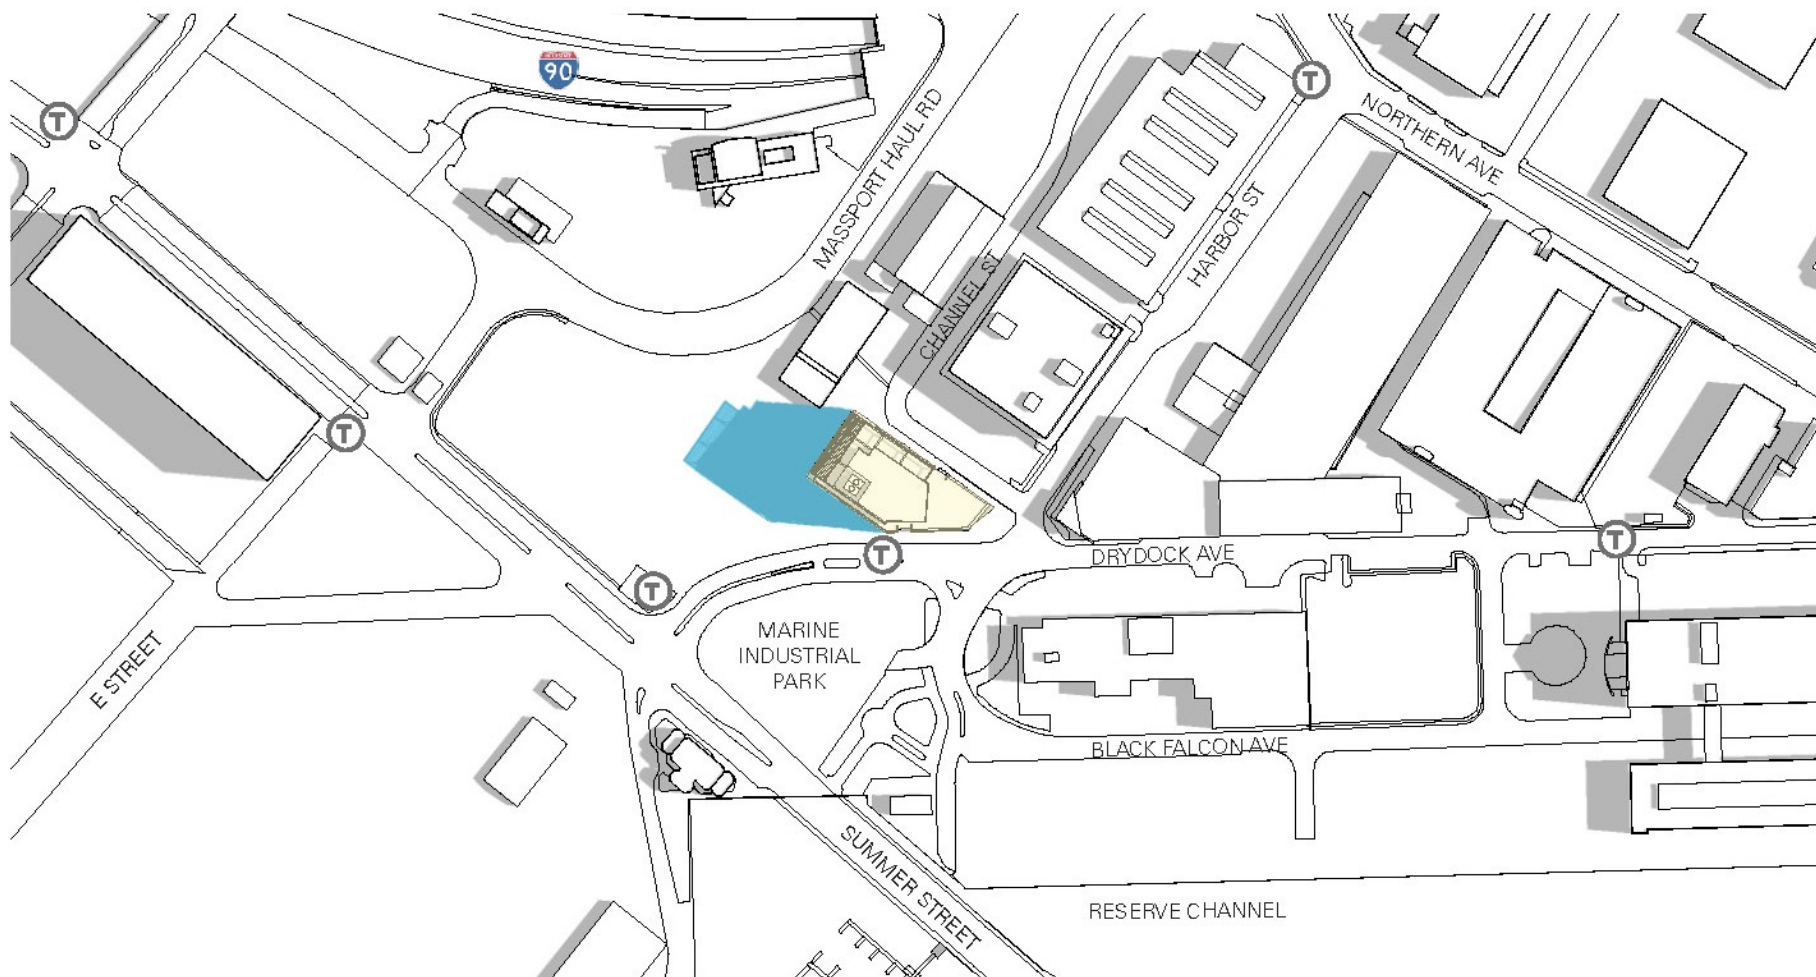 90
T
T
MASSPORT HAUL RD
NORTHERN AVE
HARBOR ST
CHANNEL ST
T
T
T
DRYDOCK AVE
T
MARINE
INDUSTRIAL
PARK
E STREET
BLACK FALCON AVE
SUMMER STREET
RESERVE CHANNEL